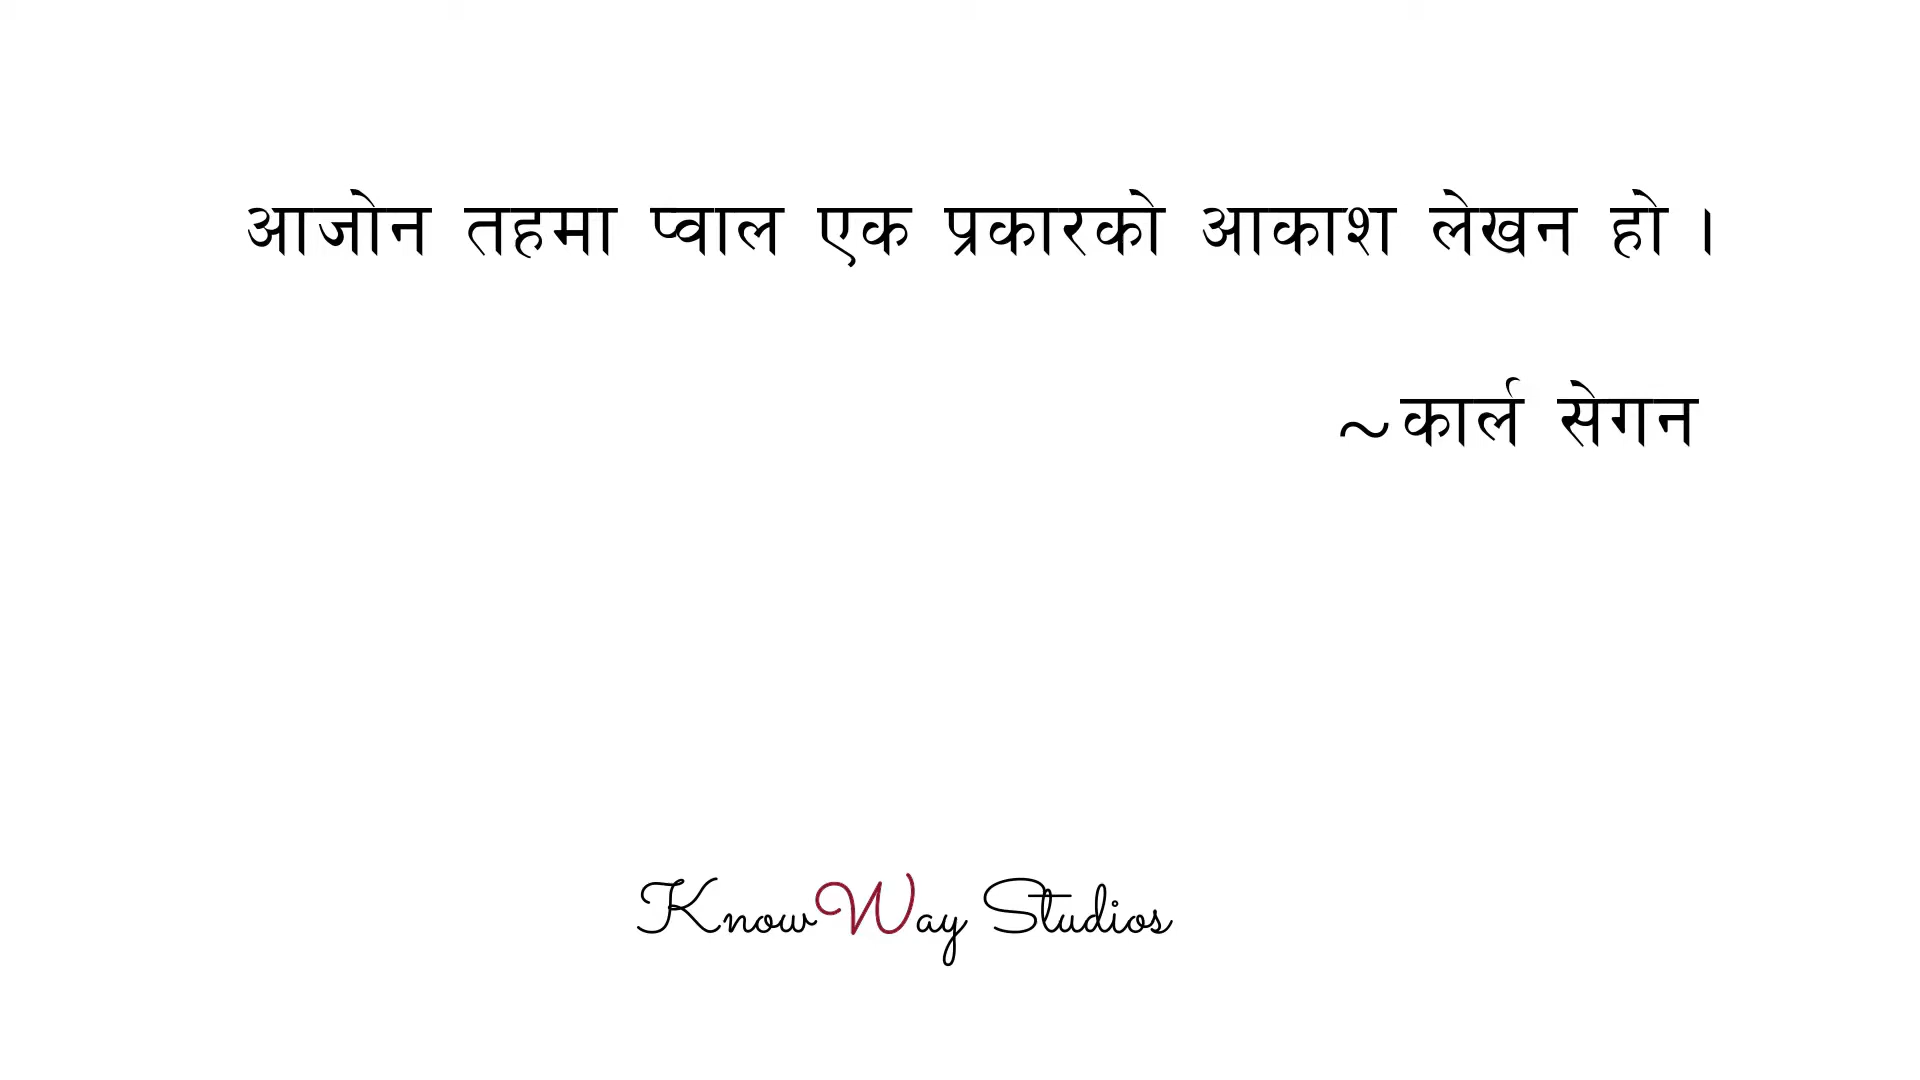 आजोन तहमा प्वाल एक प्रकारको आकाश लेखन हो ।
~कार्ल सेगन
KnowWay Studios